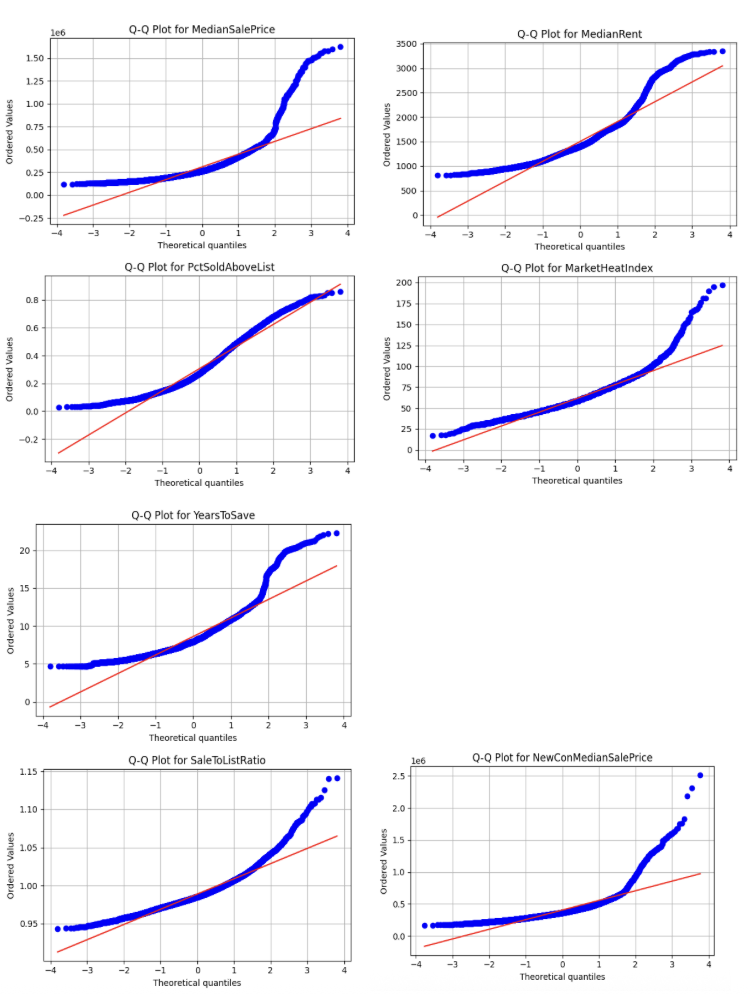 Q-Q Plot for MedianSalePrice
1e6
1.50
1.25
1.00
0.75
0.50
0.25
0.00
−0.25
Ordered Values
−4 −3 −2 −1 0 1 2 3 4
Theoretical quantiles
Q-Q Plot for MedianRent
3500
3000
2500
2000
1500
1000
500
0
Ordered Values
−4 −3 −2 −1 0 1 2 3 4
Theoretical quantiles
Q-Q Plot for PctSoldAboveList
0.8
0.6
0.4
0.2
0.0
−0.2
Ordered Values
−4 −3 −2 −1 0 1 2 3 4
Theoretical quantiles
Q-Q Plot for MarketHeatIndex
200
175
150
125
100
75
50
25
0
Ordered Values
−4 −3 −2 −1 0 1 2 3 4
Theoretical quantiles
Q-Q Plot for YearsToSave
20
15
10
5
0
Ordered Values
−4 −3 −2 −1 0 1 2 3 4
Theoretical quantiles
Q-Q Plot for SaleToListRatio
1.15
1.10
1.05
1.00
0.95
Ordered Values
−4 −3 −2 −1 0 1 2 3 4
Theoretical quantiles
Q-Q Plot for NewConMedianSalePrice
1e6
2.5
2.0
1.5
1.0
0.5
0.0
Ordered Values
−4 −3 −2 −1 0 1 2 3 4
Theoretical quantiles